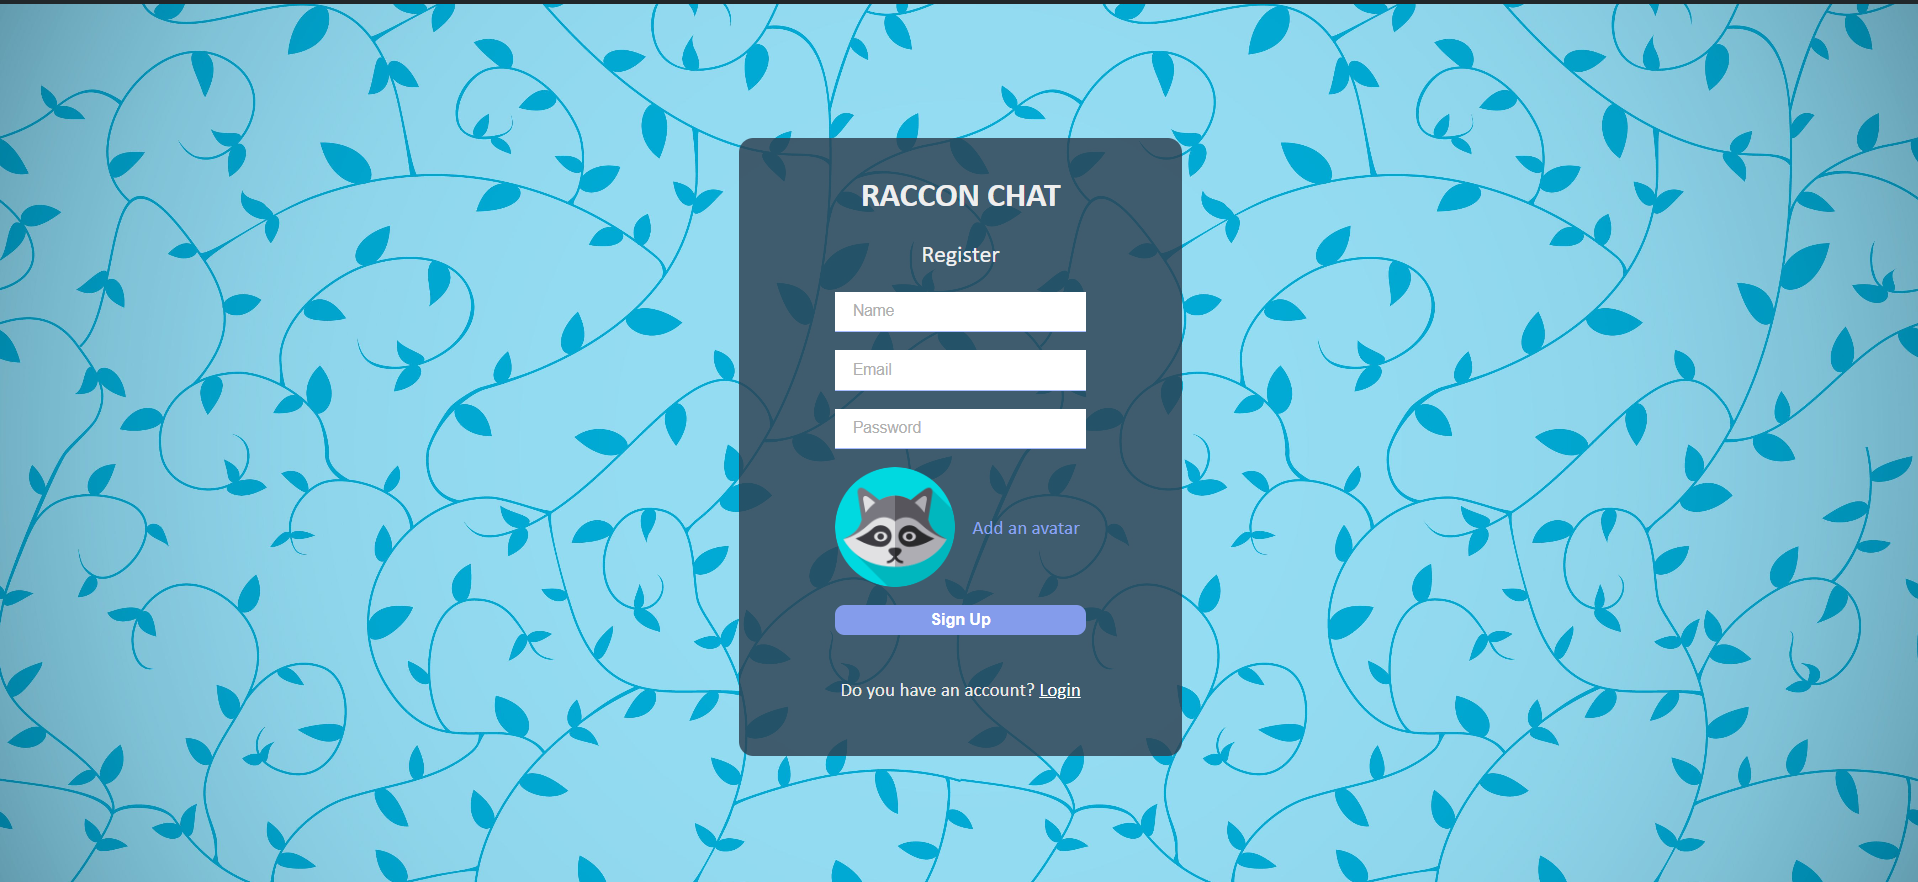 RACCON CHAT
Register
Name
Email
Password
Add an avatar
Sign Up
Do you have an account? Login